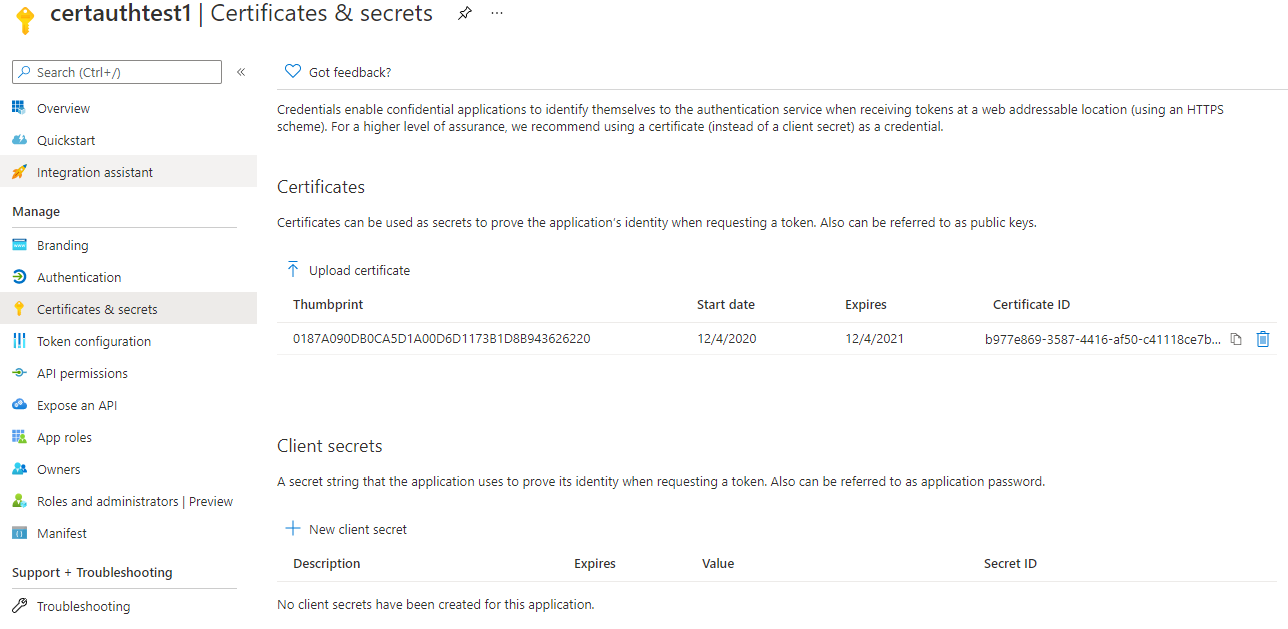 certauthtest1 | Certificates & secrets
Search (Ctrl+/)
Overview
Quickstart
Integration assistant
Manage
Branding
Authentication
Certificates & secrets
Token configuration
API permissions
Expose an API
App roles
Owners
Roles and administrators | Preview
Manifest
Support + Troubleshooting
Troubleshooting
Got feedback?
Credentials enable confidential applications to identify themselves to the authentication service when receiving tokens at a web addressable location (using an HTTPS
scheme). For a higher level of assurance, we recommend using a certificate (instead of a client secret) as a credential.
Certificates
Certificates can be used as secrets to prove the application's identity when requesting a token. Also can be referred to as public keys.
Upload certificate
Thumbprint Start date Expires Certificate ID
0187A090DB0CA5D1A00D6D1173B1D8B943626220 12/4/2020 12/4/2021 b977e869-3587-4416-af50-c41118ce7b...
Client secrets
A secret string that the application uses to prove its identity when requesting a token. Also can be referred to as application password.
New client secret
Description Expires Value Secret ID
No client secrets have been created for this application.